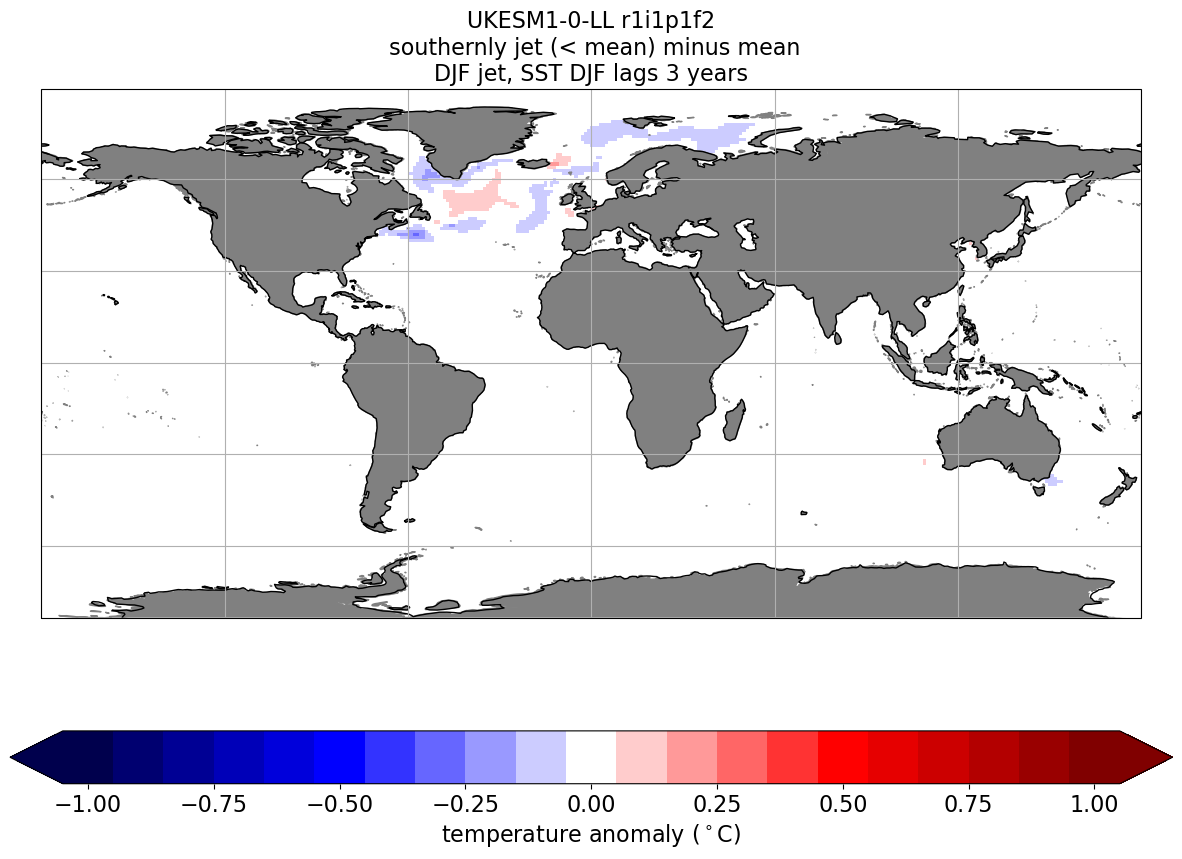 UKESM1-0-LL r1i1p1f2
southernly jet (< mean) minus mean
DJF jet, SST DJF lags 3 years
−1.00 −0.75 −0.50 −0.25 0.00 0.25 0.50 0.75 1.00
temperature anomaly (°C)